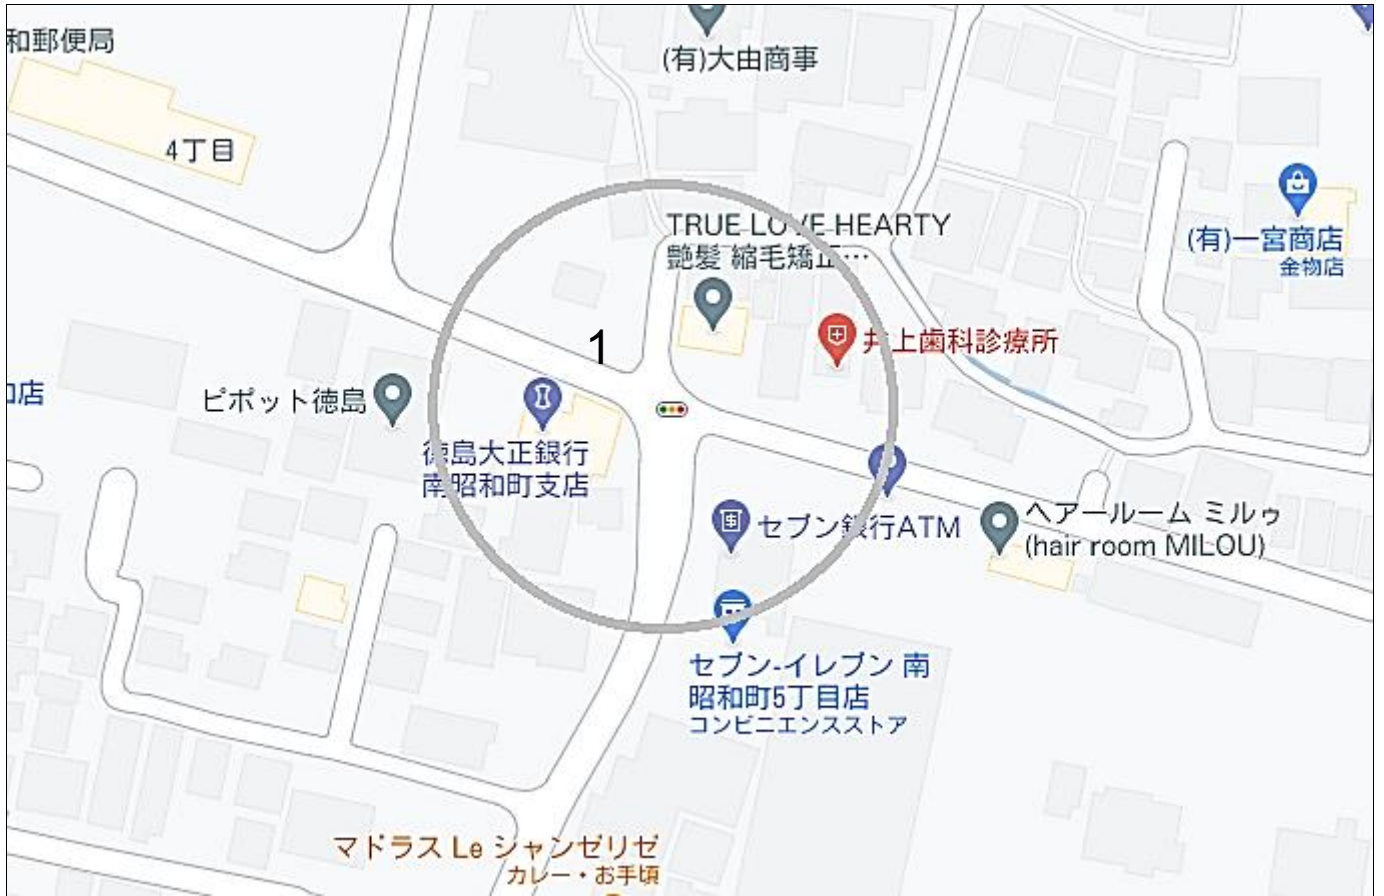 和郵便局
(有)大由商事
4丁目
TRUE LOVE HEARTY
艶髪 縮毛矯正…
(有)一宮商店
金物店
1
井上歯科診療所
口店
ピポット徳島
徳島大正銀行
南昭和町支店
セブン銀行ATM
ヘアールーム ミルゥ
(hair room MILOU)
セブン-イレブン 南
昭和町5丁目店
コンビニエンスストア
マドラス Le シャンゼリゼ
カレー・お手頃